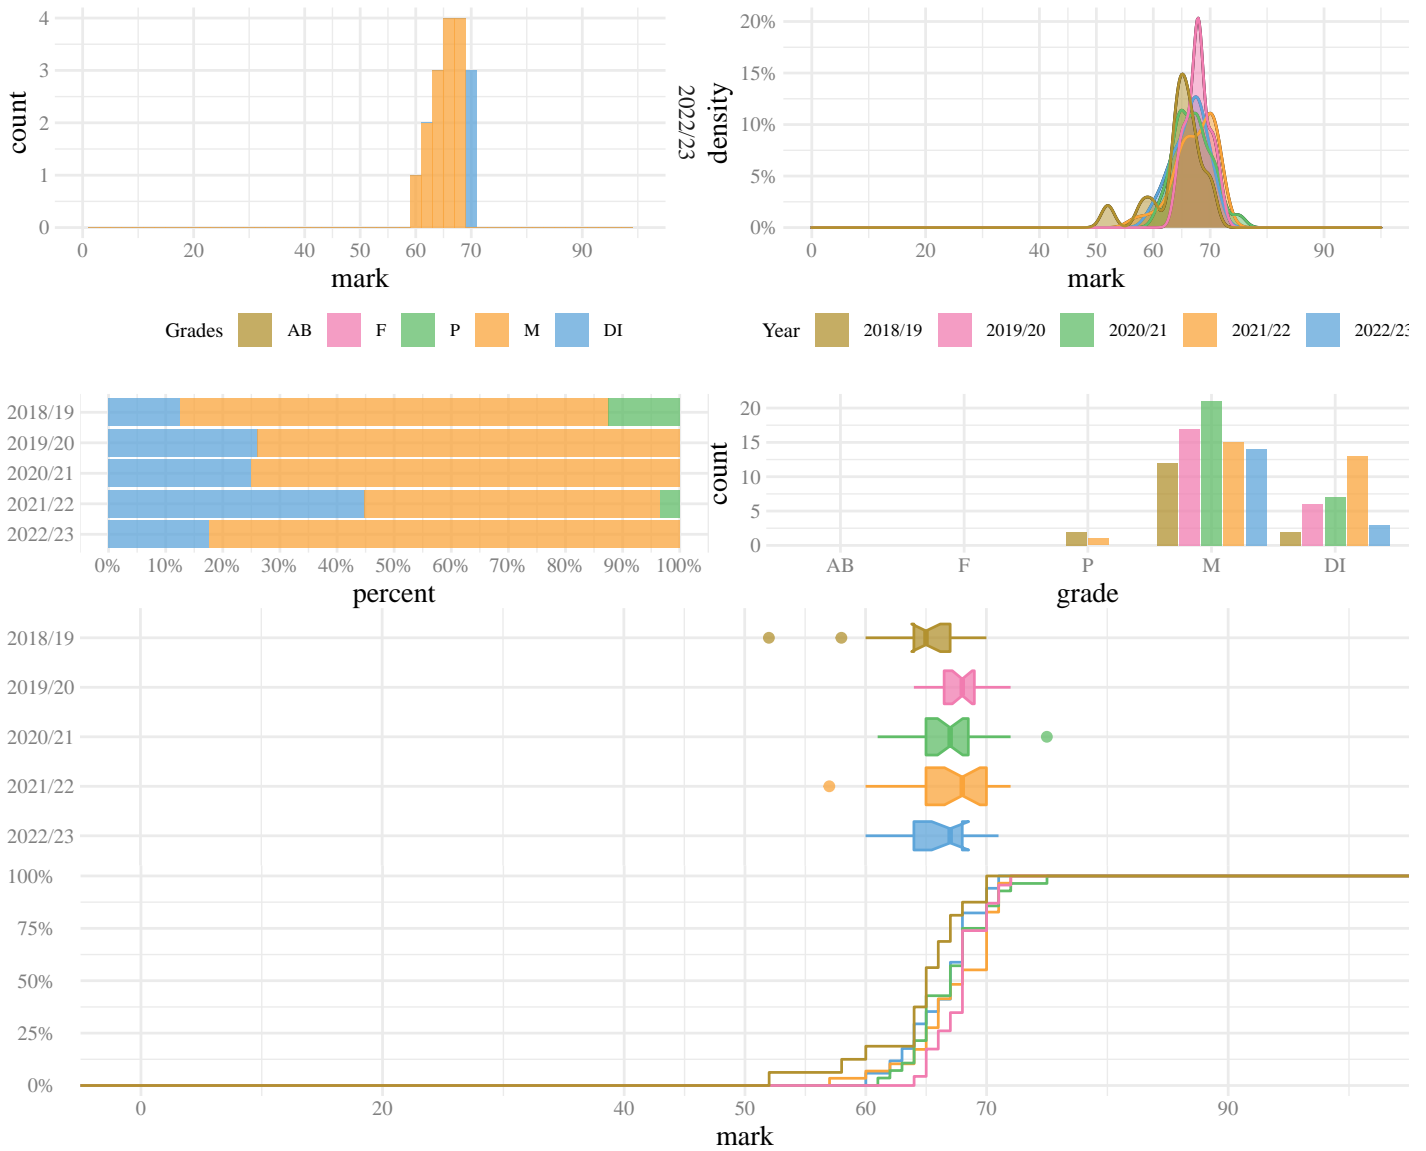 4
3
2
1
0
count
0 20 40 50 60 70 90
mark
2022/23
20%
15%
10%
5%
0%
density
0 20 40 50 60 70 90
mark
Grades AB F P M DI
Year 2018/19 2019/20 2020/21 2021/22 2022/23
2018/19
2019/20
2020/21
2021/22
2022/23
0% 10% 20% 30% 40% 50% 60% 70% 80% 90% 100%
percent
20
15
10
5
0
count
AB F P M DI
grade
2018/19
2019/20
2020/21
2021/22
2022/23
100%
75%
50%
25%
0%
0 20 40 50 60 70 90
mark